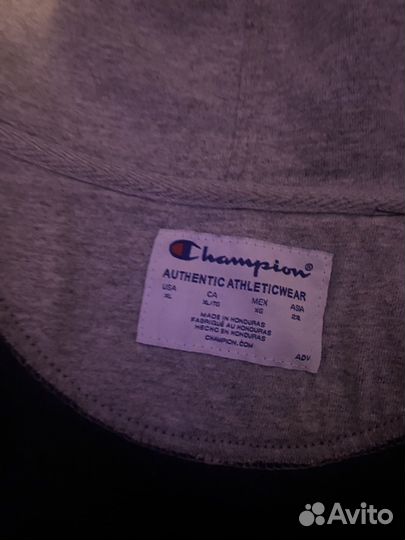 Champion®
AUTHENTIC ATHLETICWEAR
USA CA MEX ASIA
XL XL/TG XG 2XL
MADE IN HONDURAS
FABRIQUÉ AU HONDURAS
HECHO EN HONDURAS
CHAMPION.COM
ADV
Avito